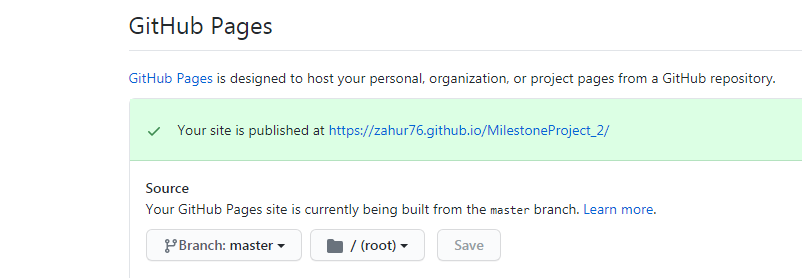 GitHub Pages
GitHub Pages is designed to host your personal, organization, or project pages from a GitHub repository.
Your site is published at https://zahur76.github.io/MilestoneProject_2/
Source
Your GitHub Pages site is currently being built from the master branch. Learn more.
Branch: master / (root) Save